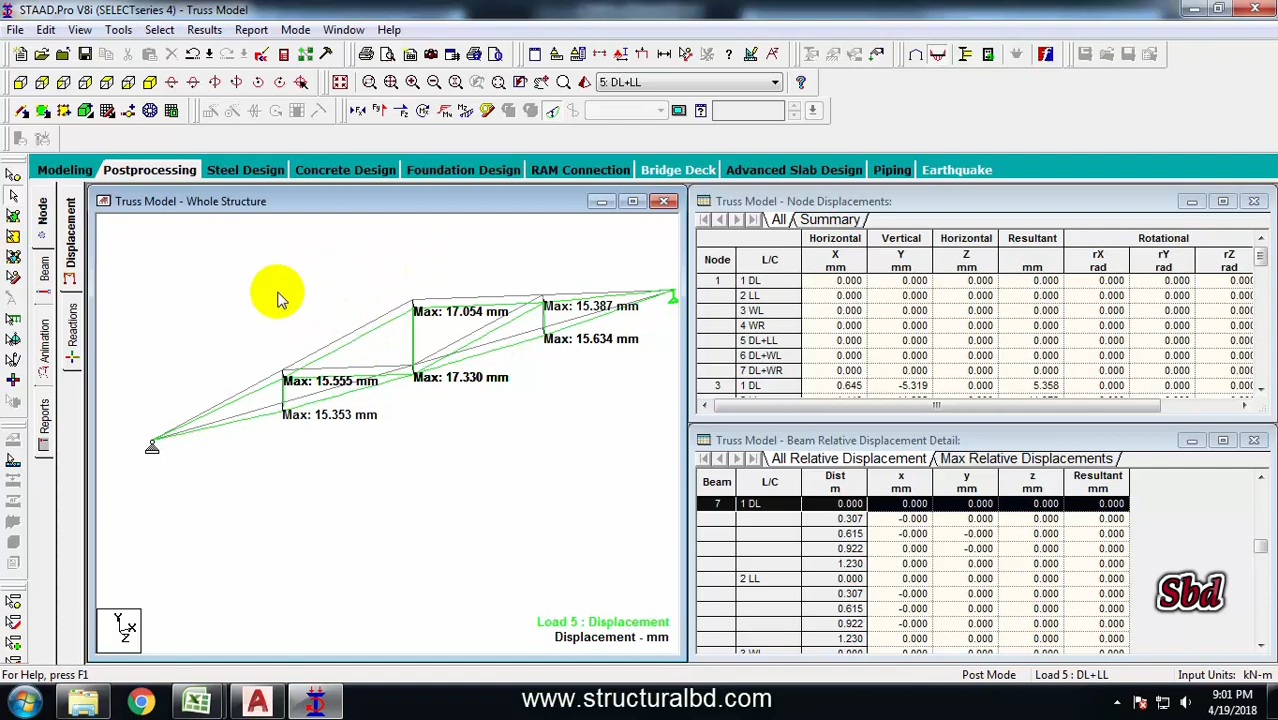 STAAD.Pro V8i (SELECTseries 4) - Truss Model
File Edit View Tools Select Results Report Mode Window Help
5: DL+LL
Modeling Postprocessing Steel Design Concrete Design Foundation Design RAM Connection Bridge Deck Advanced Slab Design Piping Earthquake
Node
Beam
Animation
Reports
Displacement
Reactions
Truss Model - Whole Structure
Max: 17.054 mm
Max: 15.387 mm
Max: 15.634 mm
Max: 15.555 mm
Max: 17.330 mm
Max: 15.353 mm
Y
X
Z
Load 5 : Displacement
Displacement - mm
Truss Model - Node Displacements:
All Summary
Horizontal Vertical Horizontal Resultant Rotational
Node L/C X mm Y mm Z mm mm rX rad rY rad rZ rad
1 1 DL 0.000 0.000 0.000 0.000 0.000 0.000 0.000
2 LL 0.000 0.000 0.000 0.000 0.000 0.000 0.000
3 WL 0.000 0.000 0.000 0.000 0.000 0.000 0.000
4 WR 0.000 0.000 0.000 0.000 0.000 0.000 0.000
5 DL+LL 0.000 0.000 0.000 0.000 0.000 0.000 0.000
6 DL+WL 0.000 0.000 0.000 0.000 0.000 0.000 0.000
7 DL+WR 0.000 0.000 0.000 0.000 0.000 0.000 0.000
3 1 DL 0.645 -5.319 0.000 5.358 0.000 0.000 -0.000
Truss Model - Beam Relative Displacement Detail:
All Relative Displacement Max Relative Displacements
Beam L/C Dist m x mm y mm z mm Resultant mm
7 1 DL 0.000 0.000 0.000 0.000 0.000
0.307 -0.000 0.000 0.000 0.000
0.615 -0.000 -0.000 0.000 0.000
0.922 0.000 -0.000 0.000 0.000
1.230 0.000 0.000 0.000 0.000
2 LL 0.000 0.000 0.000 0.000 0.000
0.307 -0.000 0.000 0.000 0.000
0.615 -0.000 0.000 0.000 0.000
0.922 -0.000 0.000 0.000 0.000
1.230 0.000 0.000 0.000 0.000
Sbd
For Help, press F1
Post Mode Load 5 : DL+LL Input Units: kN-m
www.structuralbd.com
9:01 PM
4/19/2018